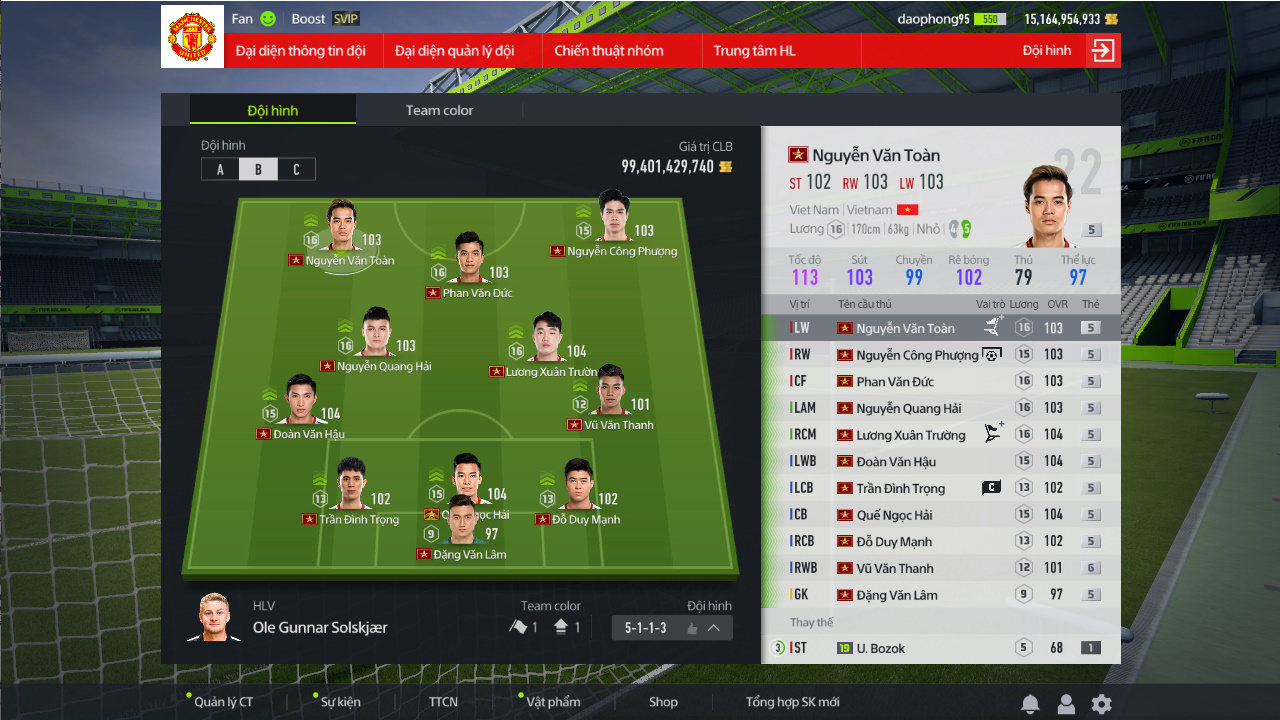 Fan Boost SVIP daophong95 550 15,164,954,933
MANCHESTER UNITED
Đại diện thông tin đội Đại diện quản lý đội Chiến thuật nhóm Trung tâm HL Đội hình
Đội hình Team color
Đội hình Giá trị CLB
A B C 99,401,429,740
16 103 Nguyễn Văn Toàn
16 103 Phan Văn Đức
15 103 Nguyễn Công Phượng
16 103 Nguyễn Quang Hải
16 104 Lương Xuân Trườn
15 104 Đoàn Văn Hậu
12 101 Vũ Văn Thanh
13 102 Trần Đình Trọng
15 104 Qu Ngọc Hải
13 102 Đỗ Duy Mạnh
9 97 Đặng Văn Lâm
HLV Team color Đội hình
Ole Gunnar Solskjær 1 1 5-1-1-3
Nguyễn Văn Toàn 22
ST 102 RW 103 LW 103
Viet Nam Vietnam
Lương 16 170cm 63kg Nhỏ 4 5 5
Tốc độ Sút Chuyền Rê bóng Thủ Thể lực
113 103 99 102 79 97
Vị trí Tên cầu thủ Vai trò Lương OVR Thẻ
LW Nguyễn Văn Toàn 16 103 5
RW Nguyễn Công Phượng 15 103 5
CF Phan Văn Đức 16 103 5
LAM Nguyễn Quang Hải 16 103 5
RCM Lương Xuân Trường 16 104 5
LWB Đoàn Văn Hậu 15 104 5
LCB Trần Đình Trọng C 13 102 5
CB Quế Ngọc Hải 15 104 5
RCB Đỗ Duy Mạnh 13 102 5
RWB Vũ Văn Thanh 12 101 6
GK Đặng Văn Lâm 9 97 5
Thay thế
3 ST 19 U. Bozok 5 68 1
Quản lý CT Sự kiện TTCN Vật phẩm Shop Tổng hợp SK mới